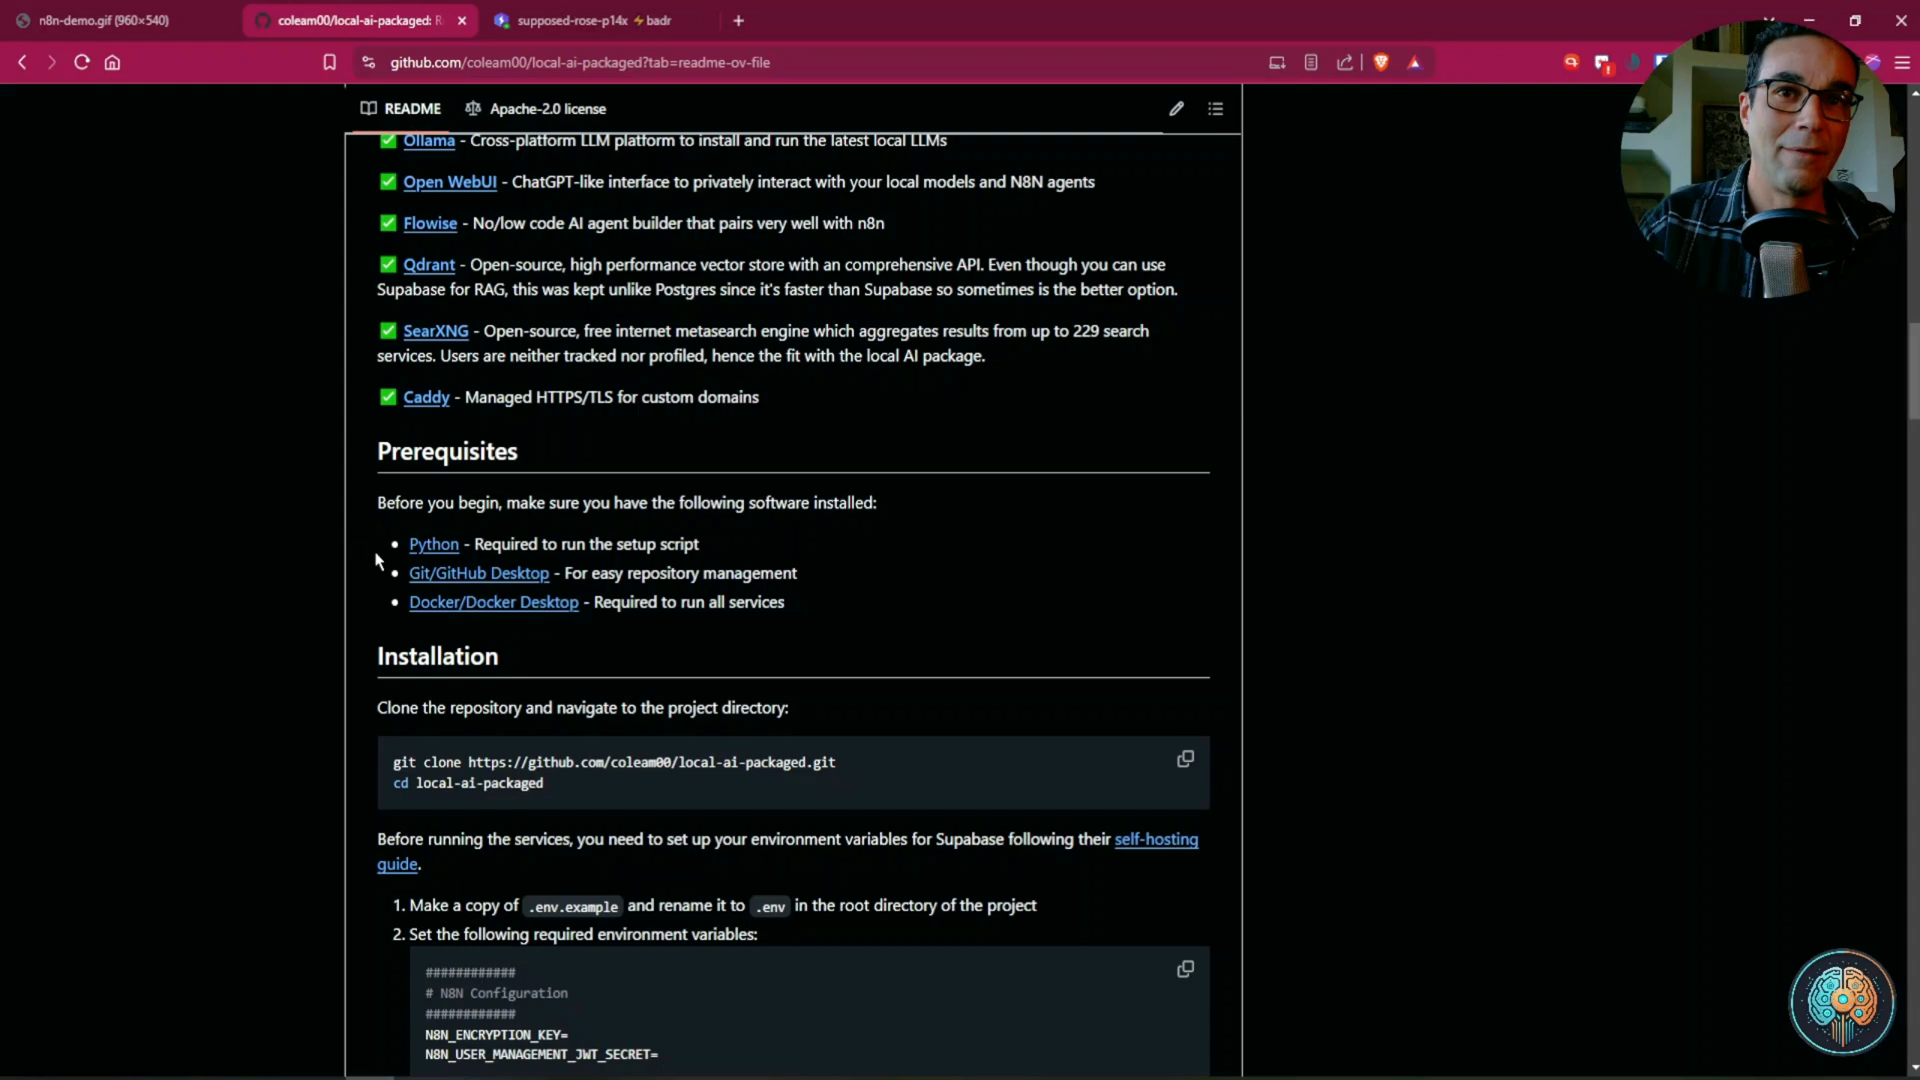 n8n-demo.gif (960×540)
coleam00/local-ai-packaged: R
supposed-rose-p14x ⚡badr
github.com/coleam00/local-ai-packaged?tab=readme-ov-file
README
Apache-2.0 license
✅ Ollama - Cross-platform LLM platform to install and run the latest local LLMs
✅ Open WebUI - ChatGPT-like interface to privately interact with your local models and N8N agents
✅ Flowise - No/low code AI agent builder that pairs very well with n8n
✅ Qdrant - Open-source, high performance vector store with an comprehensive API. Even though you can use
Supabase for RAG, this was kept unlike Postgres since it's faster than Supabase so sometimes is the better option.
✅ SearXNG - Open-source, free internet metasearch engine which aggregates results from up to 229 search
services. Users are neither tracked nor profiled, hence the fit with the local AI package.
✅ Caddy - Managed HTTPS/TLS for custom domains
Prerequisites
Before you begin, make sure you have the following software installed:
• Python - Required to run the setup script
• Git/GitHub Desktop - For easy repository management
• Docker/Docker Desktop - Required to run all services
Installation
Clone the repository and navigate to the project directory:
git clone https://github.com/coleam00/local-ai-packaged.git
cd local-ai-packaged
Before running the services, you need to set up your environment variables for Supabase following their self-hosting
guide.
1. Make a copy of .env.example and rename it to .env in the root directory of the project
2. Set the following required environment variables:
############
# N8N Configuration
############
N8N_ENCRYPTION_KEY=
N8N_USER_MANAGEMENT_JWT_SECRET=